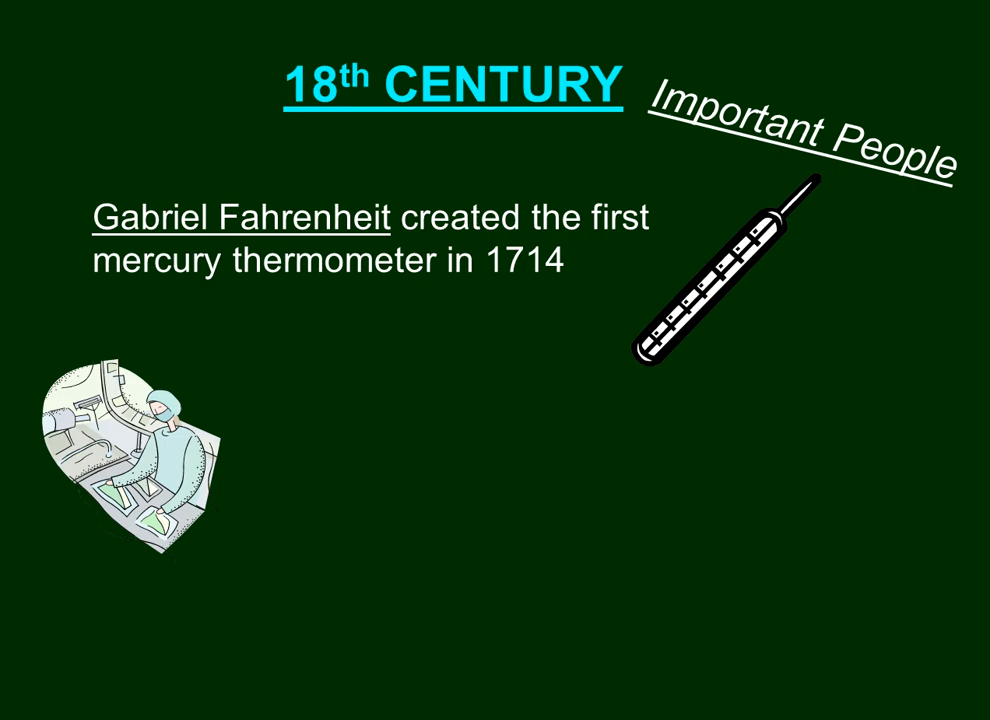 18th CENTURY
Important People
Gabriel Fahrenheit created the first
mercury thermometer in 1714